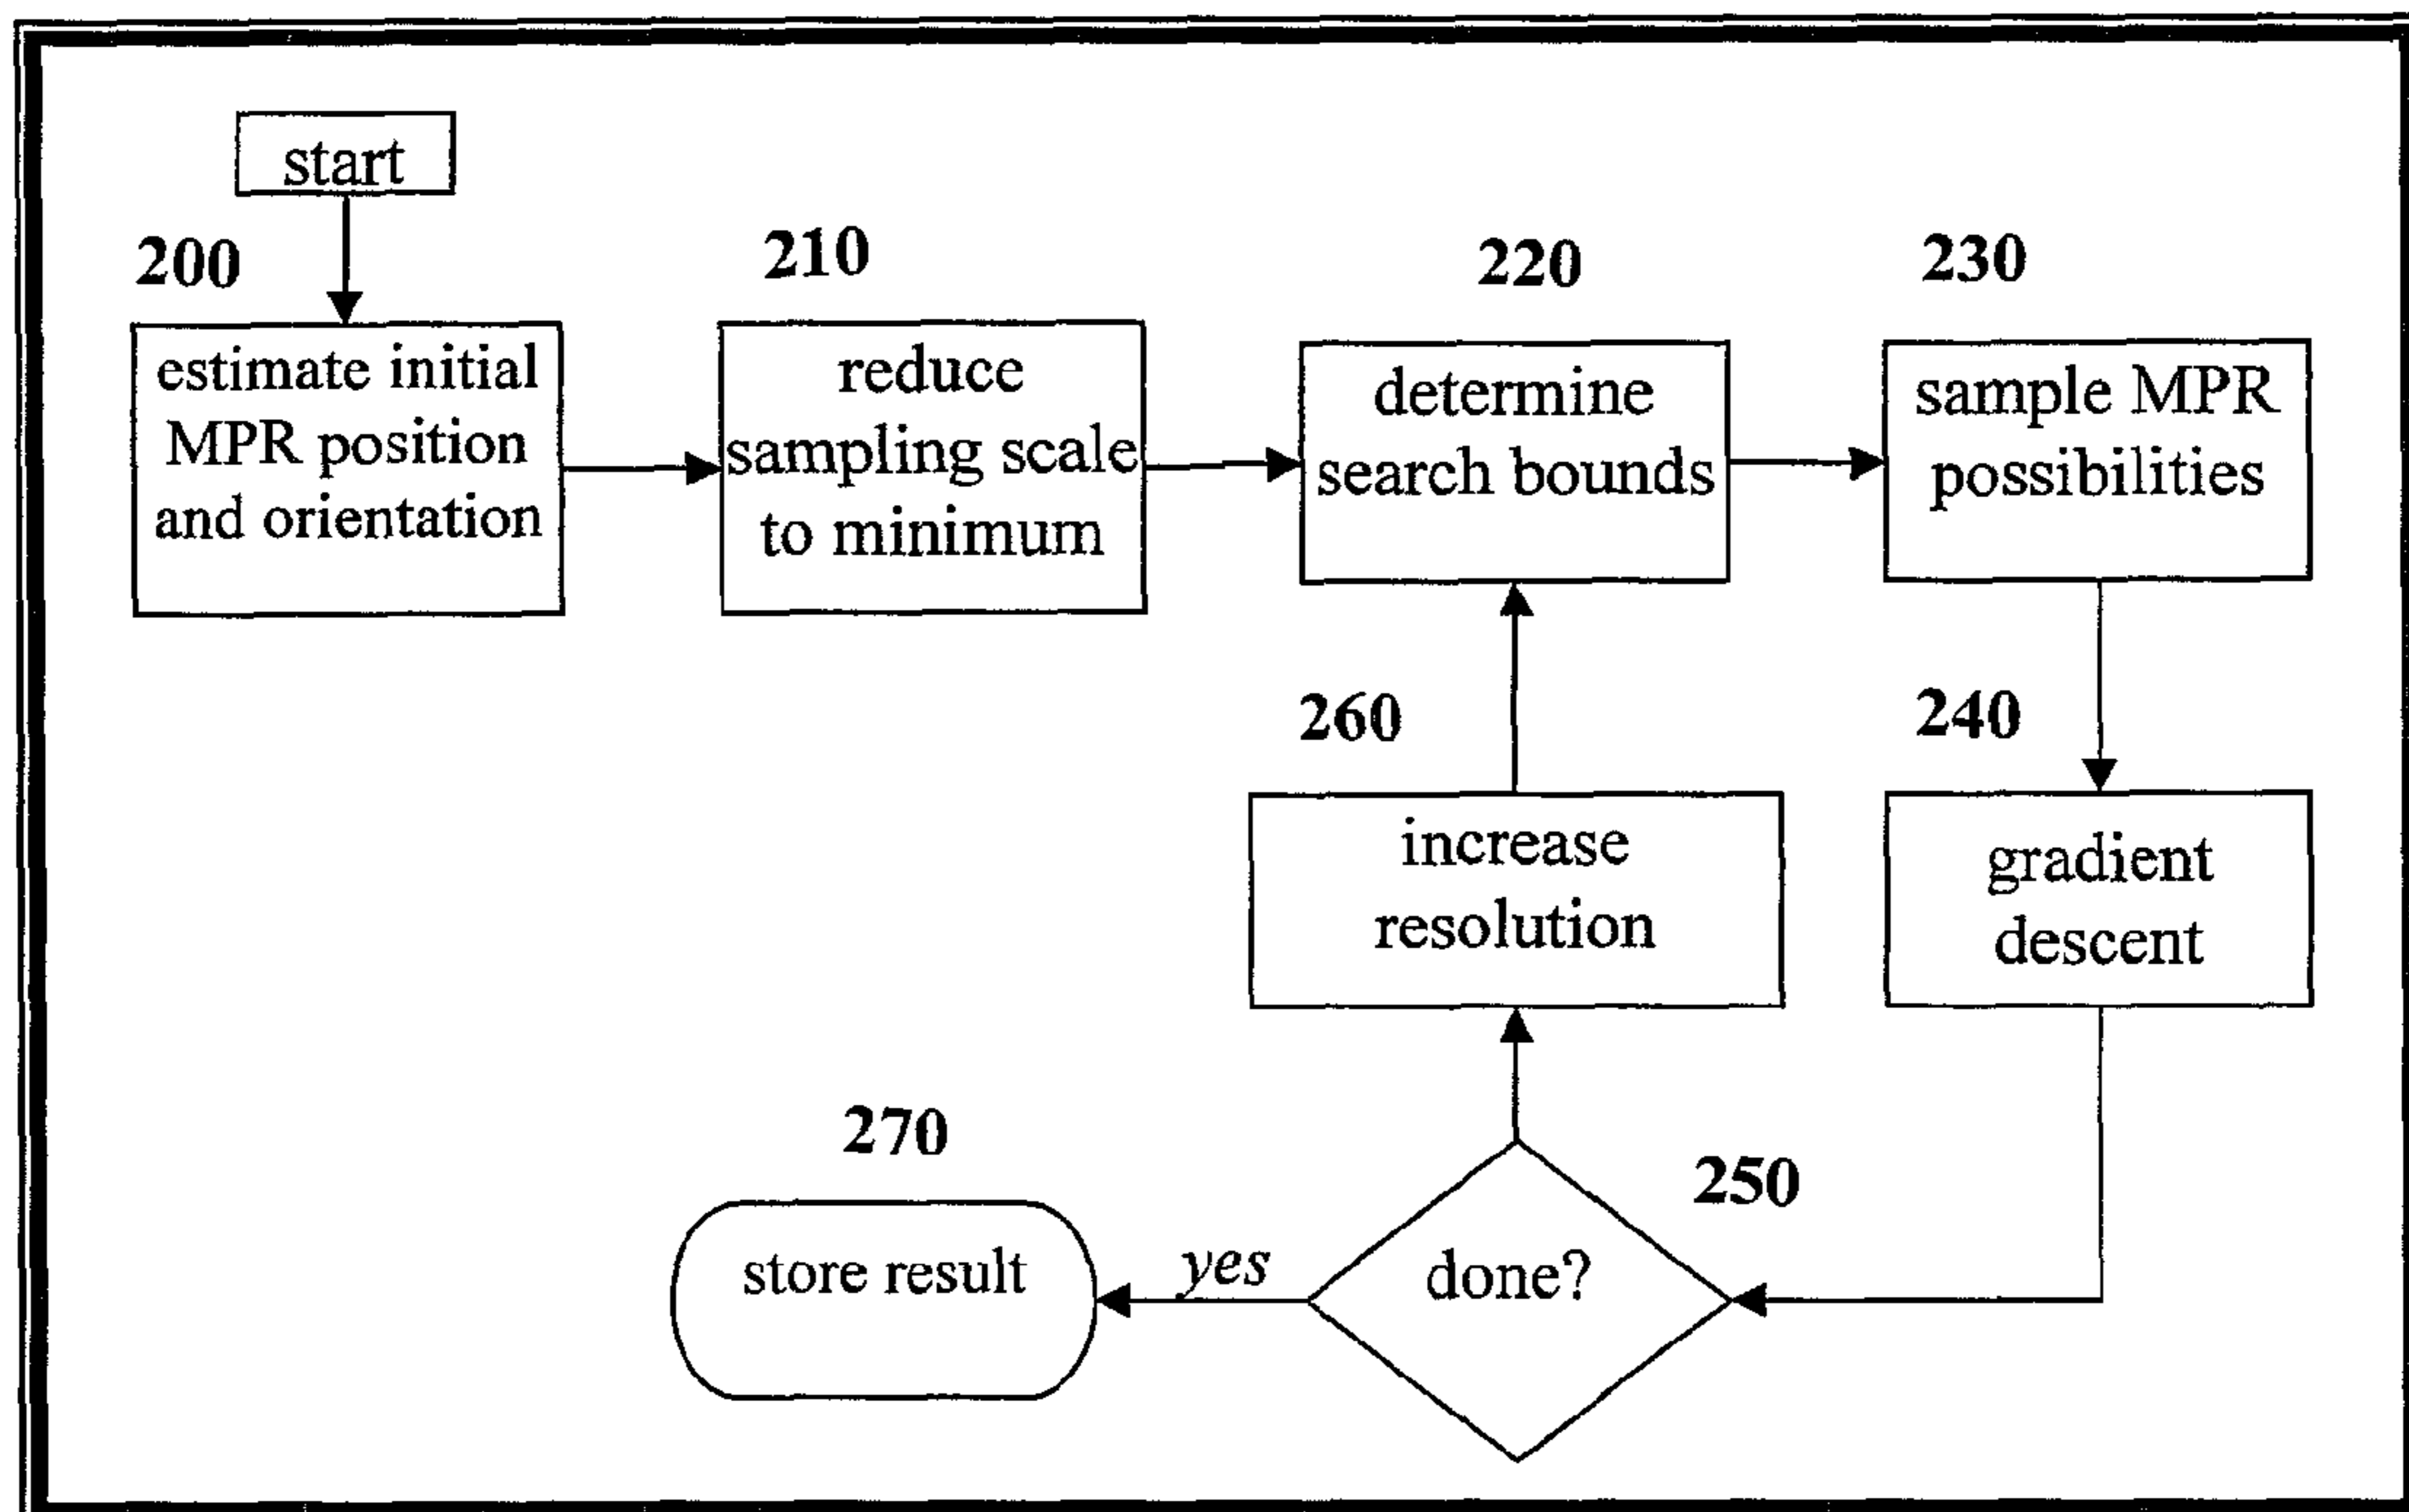 start
200
estimate initial
MPR position
and orientation
210
reduce
sampling scale
to minimum
220
determine
search bounds
230
sample MPR
possibilities
240
gradient
descent
260
increase
resolution
250
done?
yes
270
store result